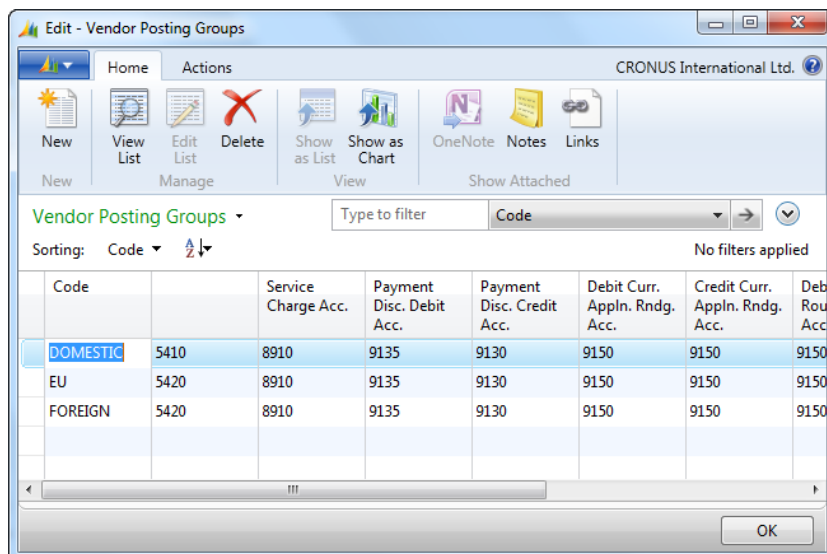 Edit - Vendor Posting Groups
Home Actions CRONUS International Ltd.
New View List Edit List Delete Show as List Show as Chart OneNote Notes Links
New Manage View Show Attached
Vendor Posting Groups Type to filter Code
Sorting: Code No filters applied
Code Service Charge Acc. Payment Disc. Debit Acc. Payment Disc. Credit Acc. Debit Curr. Appln. Rndg. Acc. Credit Curr. Appln. Rndg. Acc. Deb Rou Acc
DOMESTIC 5410 8910 9135 9130 9150 9150 9150
EU 5420 8910 9135 9130 9150 9150 9150
FOREIGN 5420 8910 9135 9130 9150 9150 9150
OK